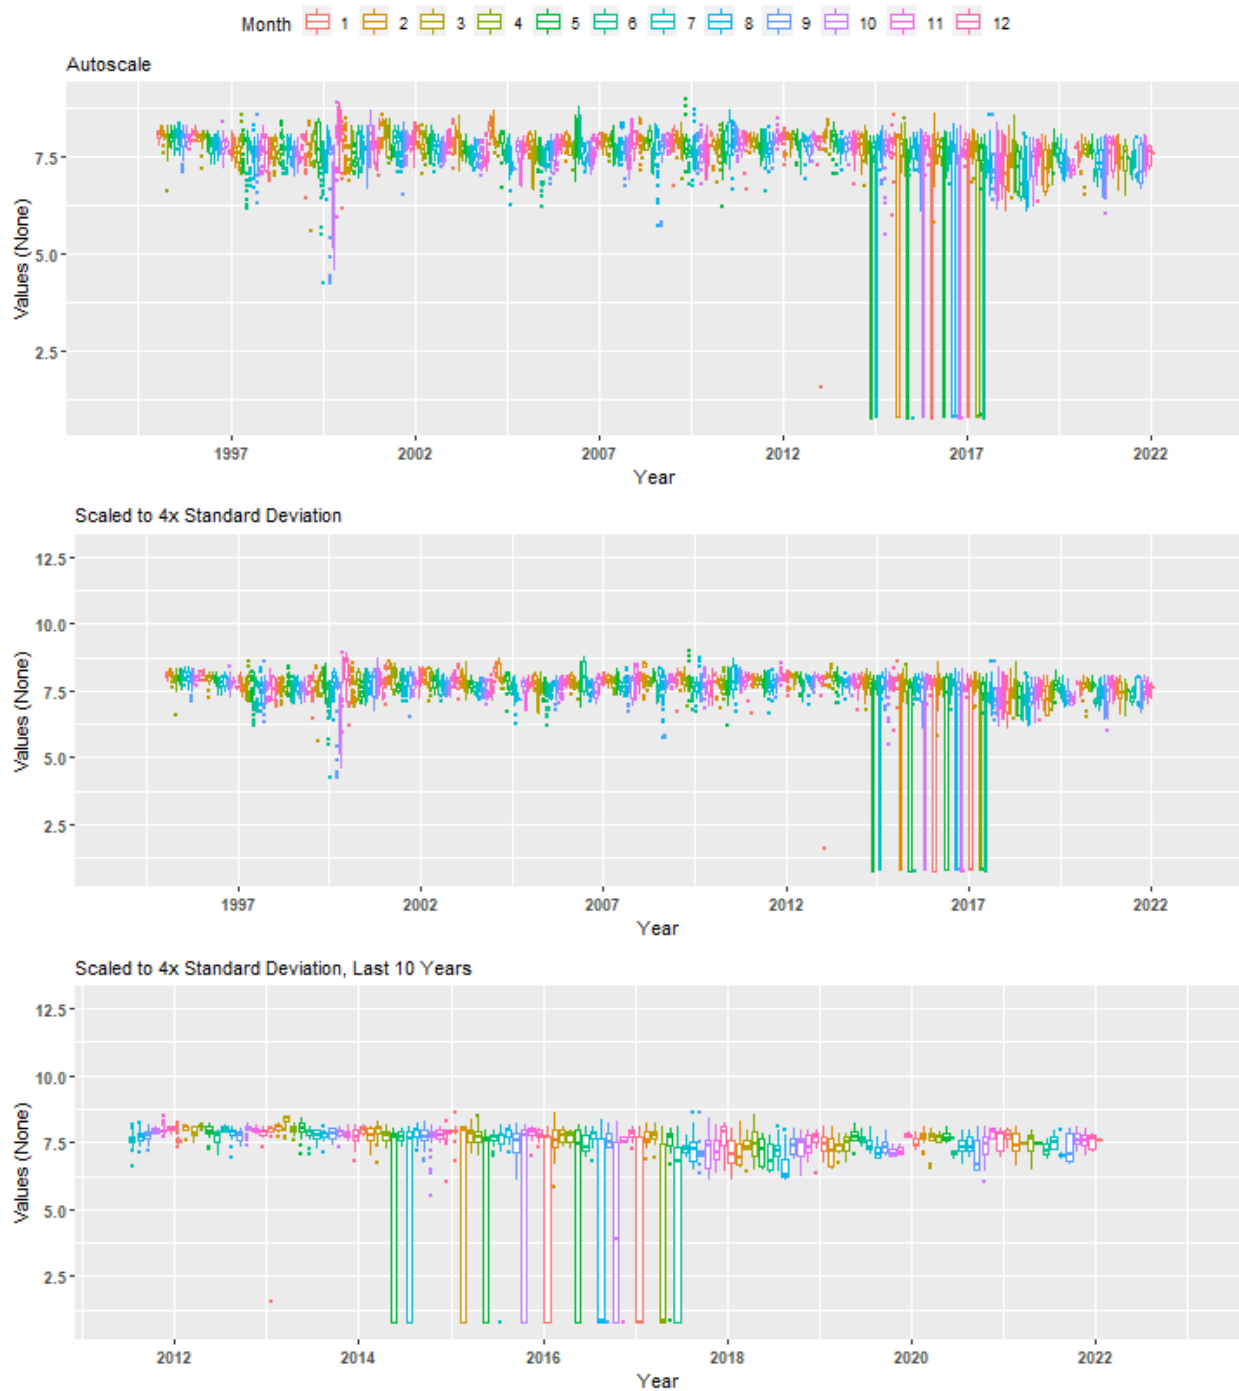 Month 1 2 3 4 5 6 7 8 9 10 11 12
Autoscale
Values (None)
7.5
5.0
2.5
1997 2002 2007 2012 2017 2022
Year
Scaled to 4x Standard Deviation
Values (None)
12.5
10.0
7.5
5.0
2.5
1997 2002 2007 2012 2017 2022
Year
Scaled to 4x Standard Deviation, Last 10 Years
Values (None)
12.5
10.0
7.5
5.0
2.5
2012 2014 2016 2018 2020 2022
Year